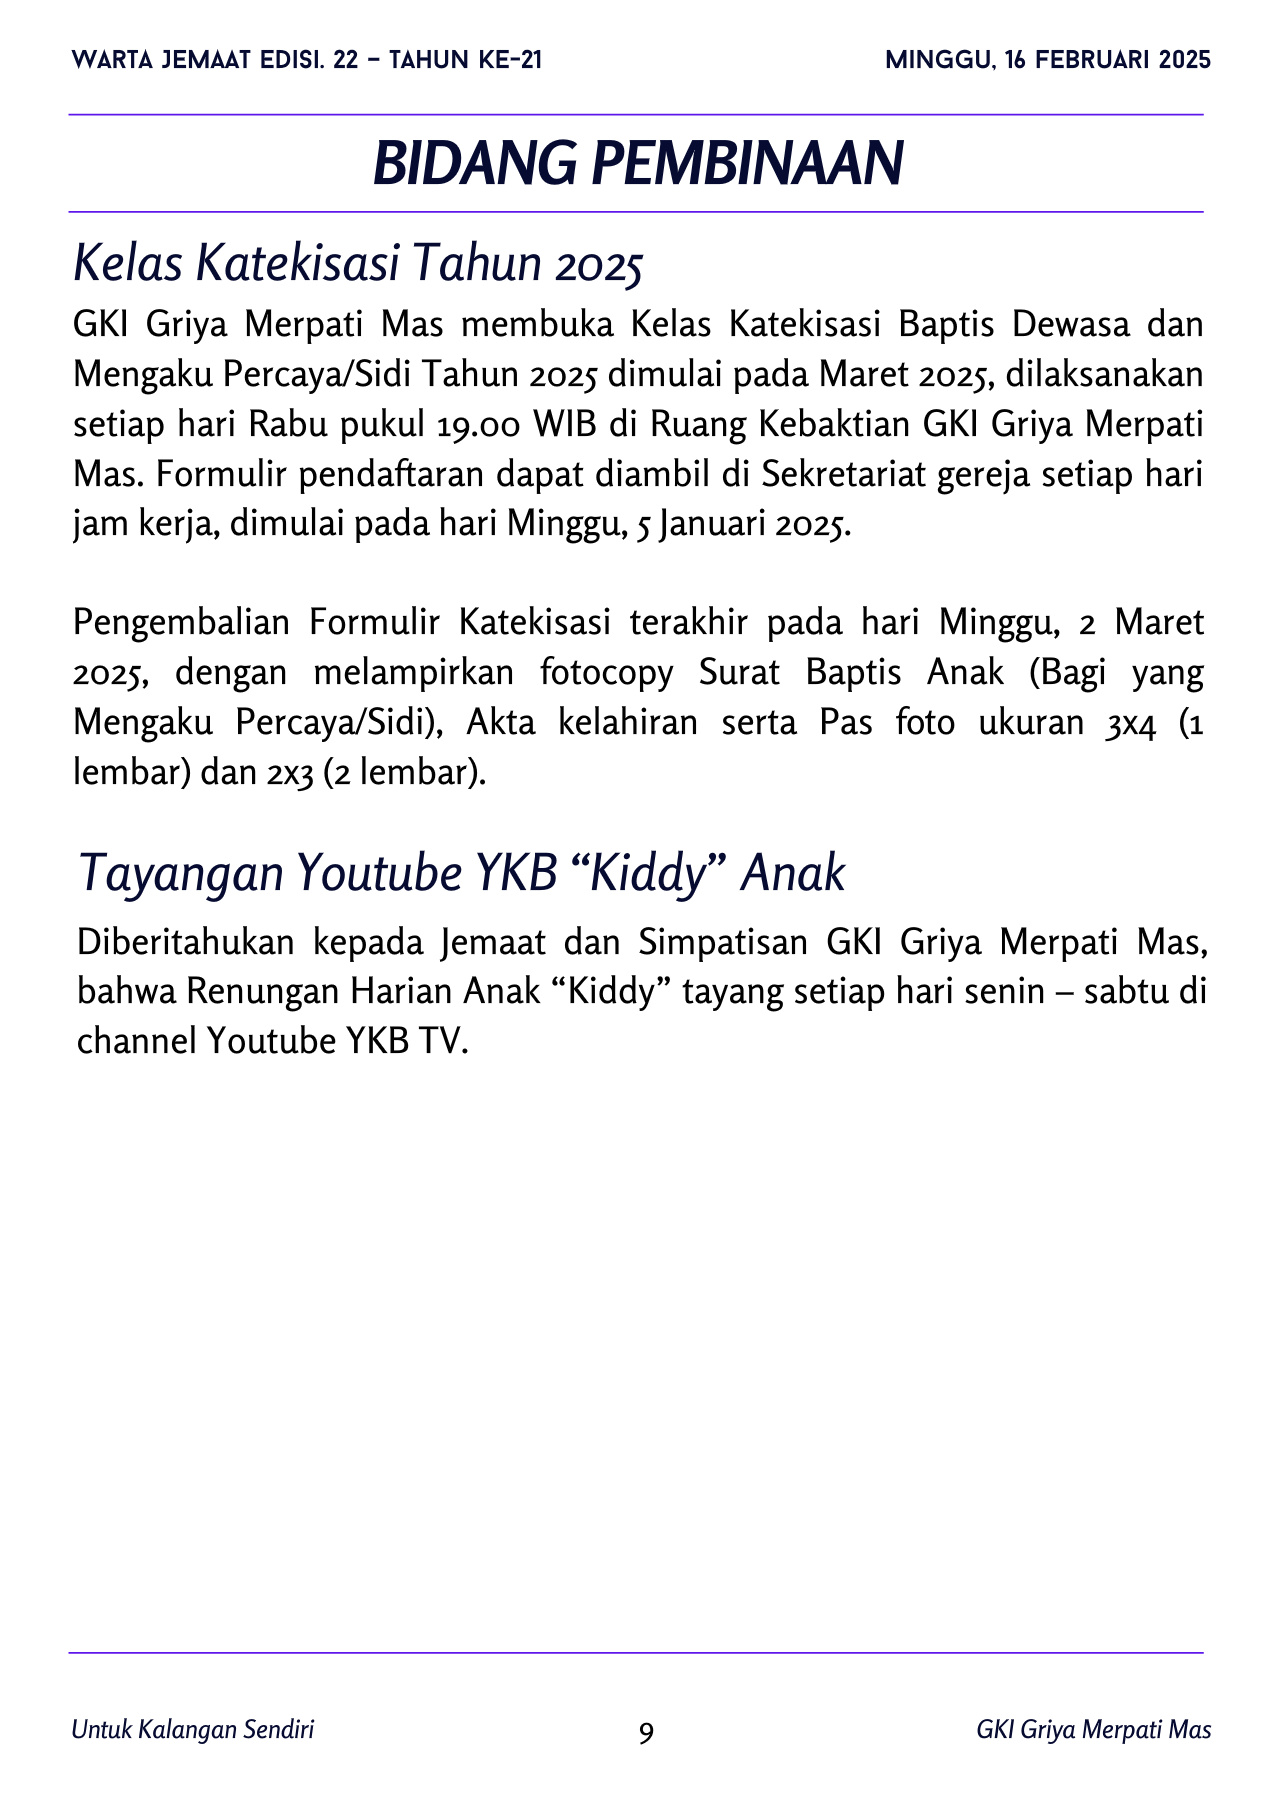 WARTA JEMAAT EDISI. 22 – TAHUN KE-21
MINGGU, 16 FEBRUARI 2025
BIDANG PEMBINAAN
Kelas Katekisasi Tahun 2025
GKI Griya Merpati Mas membuka Kelas Katekisasi Baptis Dewasa dan
Mengaku Percaya/Sidi Tahun 2025 dimulai pada Maret 2025, dilaksanakan
setiap hari Rabu pukul 19.00 WIB di Ruang Kebaktian GKI Griya Merpati
Mas. Formulir pendaftaran dapat diambil di Sekretariat gereja setiap hari
jam kerja, dimulai pada hari Minggu, 5 Januari 2025.
Pengembalian Formulir Katekisasi terakhir pada hari Minggu, 2 Maret
2025, dengan melampirkan fotocopy Surat Baptis Anak (Bagi yang
Mengaku Percaya/Sidi), Akta kelahiran serta Pas foto ukuran 3x4 (1
lembar) dan 2x3 (2 lembar).
Tayangan Youtube YKB “Kiddy” Anak
Diberitahukan kepada Jemaat dan Simpatisan GKI Griya Merpati Mas,
bahwa Renungan Harian Anak “Kiddy” tayang setiap hari senin – sabtu di
channel Youtube YKB TV.
Untuk Kalangan Sendiri
9
GKI Griya Merpati Mas